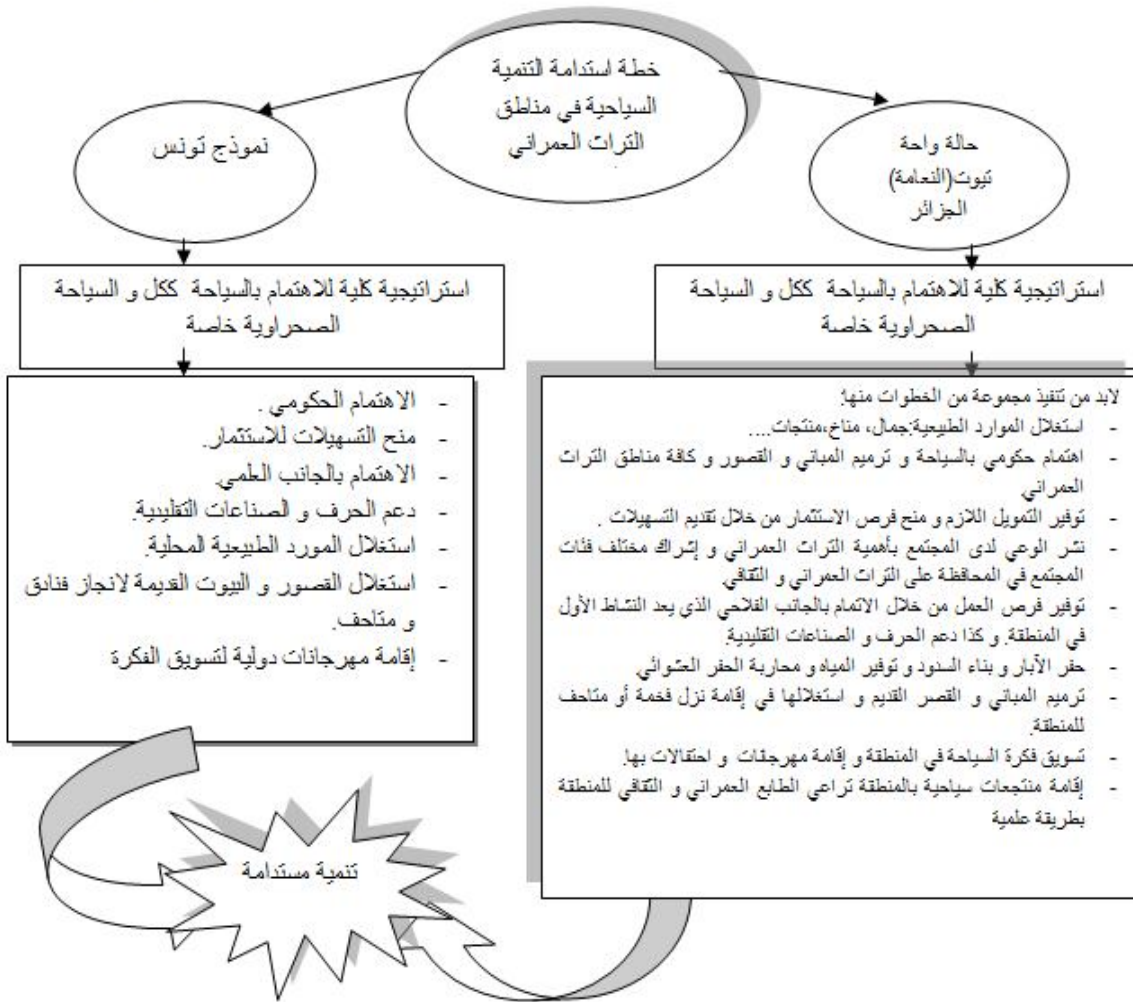 خطة استدامة التنمية
السياحية في مناطق
التراث العمراني
حالة واحة
تيوت(النعامة)
الجزائر
نموذج تونس
استراتيجية كلية للاهتمام بالسياحة ككل و السياحة
الصحراوية خاصة
لابد من تنفيذ مجموعة من الخطوات منها:
- استغلال الموارد الطبيعية:جمال، مناخ،منتجات....
- اهتمام حكومي بالسياحة و ترميم المباني و القصور و كافة مناطق التراث
العمراني.
- توفير التمويل اللازم و منح فرص الاستثمار من خلال تقديم التسهيلات .
- نشر الوعي لدى المجتمع بأهمية التراث العمراني و إشراك مختلف فئات
المجتمع في المحافظة على التراث العمراني و الثقافي.
- توفير فرص العمل من خلال الاتمام بالجانب الفلاحي الذي يعد النشاط الأول
في المنطقة. و كذا دعم الحرف و الصناعات التقليدية.
- حفر الآبار و بناء السدود و توفير المياه و محاربة الحفر العشوائي.
- ترميم المباني و القصر القديم و استغلالها في إقامة نزل فخمة أو متاحف
للمنطقة.
- تسويق فكرة السياحة في المنطقة و إقامة مهرجانات و احتفالات بها.
- إقامة منتجعات سياحية بالمنطقة تراعي الطابع العمراني و الثقافي للمنطقة
بطريقة علمية
استراتيجية كلية للاهتمام بالسياحة ككل و السياحة
الصحراوية خاصة
- الاهتمام الحكومي .
- منح التسهيلات للاستثمار.
- الاهتمام بالجانب العلمي.
- دعم الحرف و الصناعات التقليدية.
- استغلال المورد الطبيعية المحلية.
- استغلال القصور و البيوت القديمة لانجاز فنادق
و متاحف.
- إقامة مهرجانات دولية لتسويق الفكرة
تنمية مستدامة